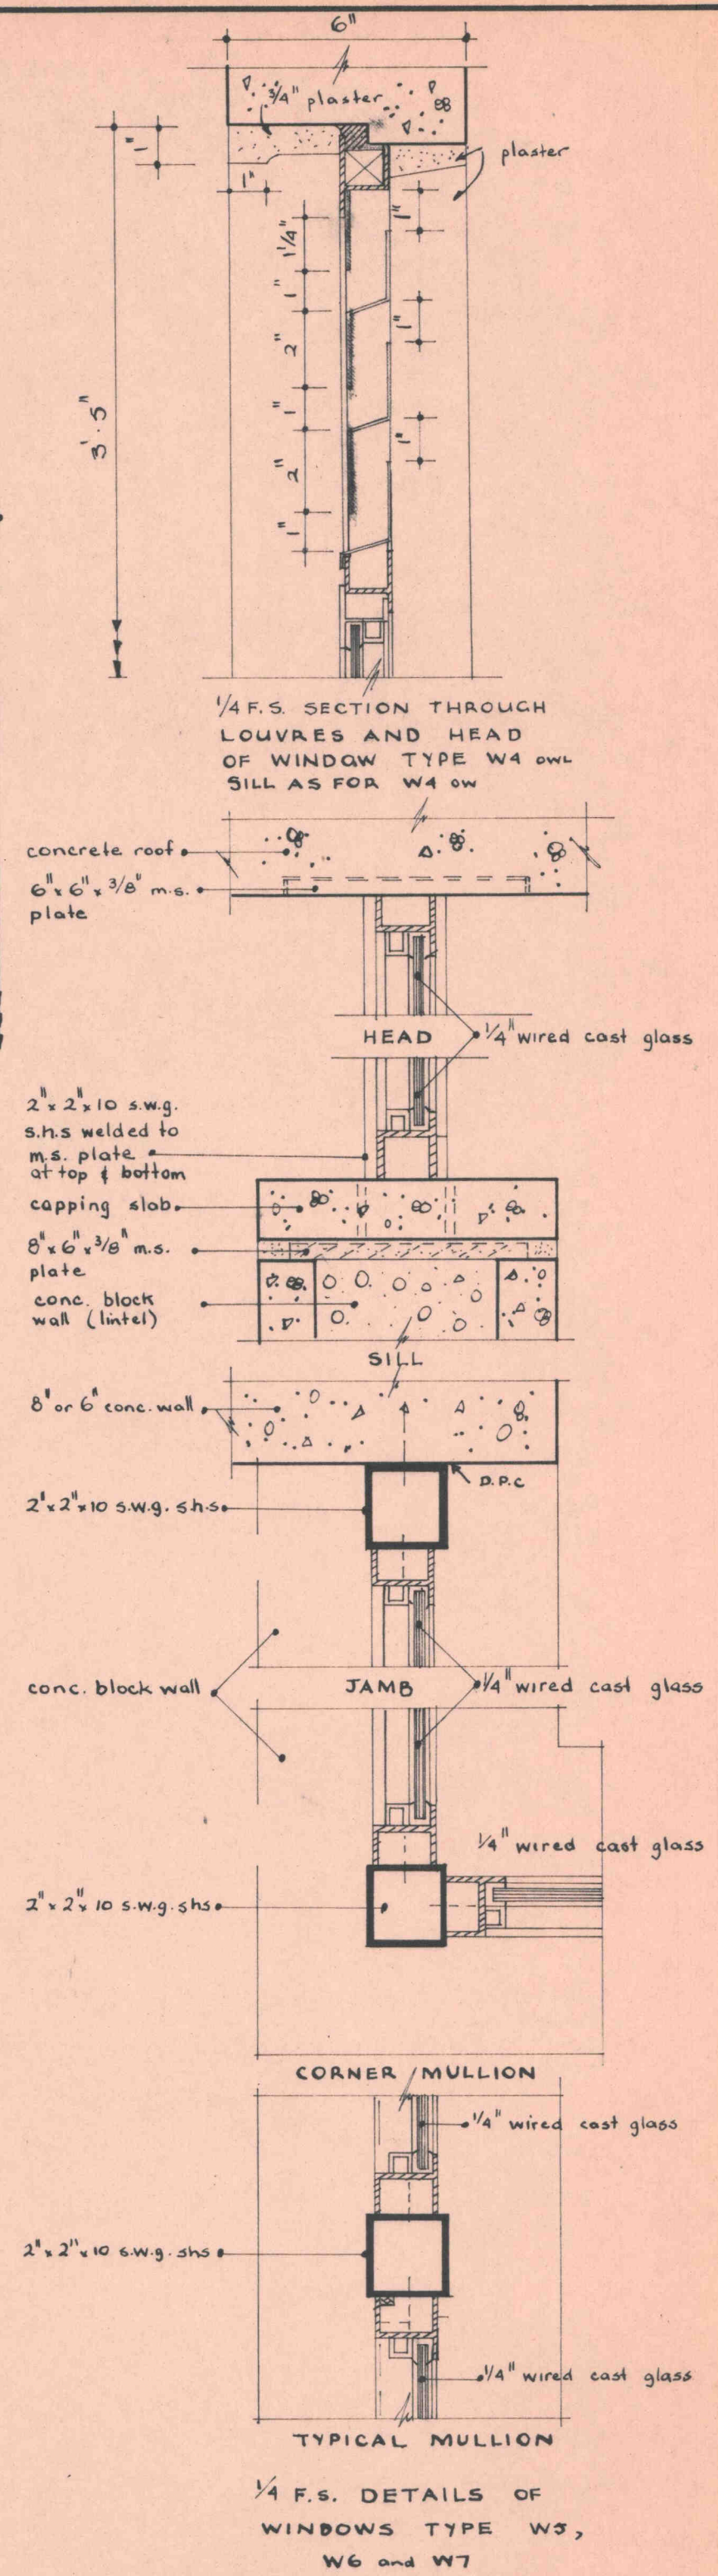 6"
3/4" plaster
plaster
1"
1"
1 1/4"
1"
1"
2"
1"
1"
2"
1"
1"
3'.5"
1/4 F.S. SECTION THROUGH
LOUVRES AND HEAD
OF WINDOW TYPE W4 OWL
SILL AS FOR W4 OW
concrete roof
6" x 6" x 3/8" m.s.
plate
HEAD
1/4" wired cast glass
2" x 2" x 10 s.w.g.
s.h.s welded to
m.s. plate
at top & bottom
capping slab
8" x 6" x 3/8" m.s.
plate
conc. block
wall (lintel)
SILL
8" or 6" conc. wall
D.P.C
2" x 2" x 10 s.w.g. s.h.s.
conc. block wall
JAMB
1/4" wired cast glass
1/4" wired cast glass
2" x 2" x 10 s.w.g. shs
CORNER MULLION
1/4" wired cast glass
2" x 2" x 10 s.w.g. shs
1/4" wired cast glass
TYPICAL MULLION
1/4 F.S. DETAILS OF
WINDOWS TYPE W5,
W6 and W7